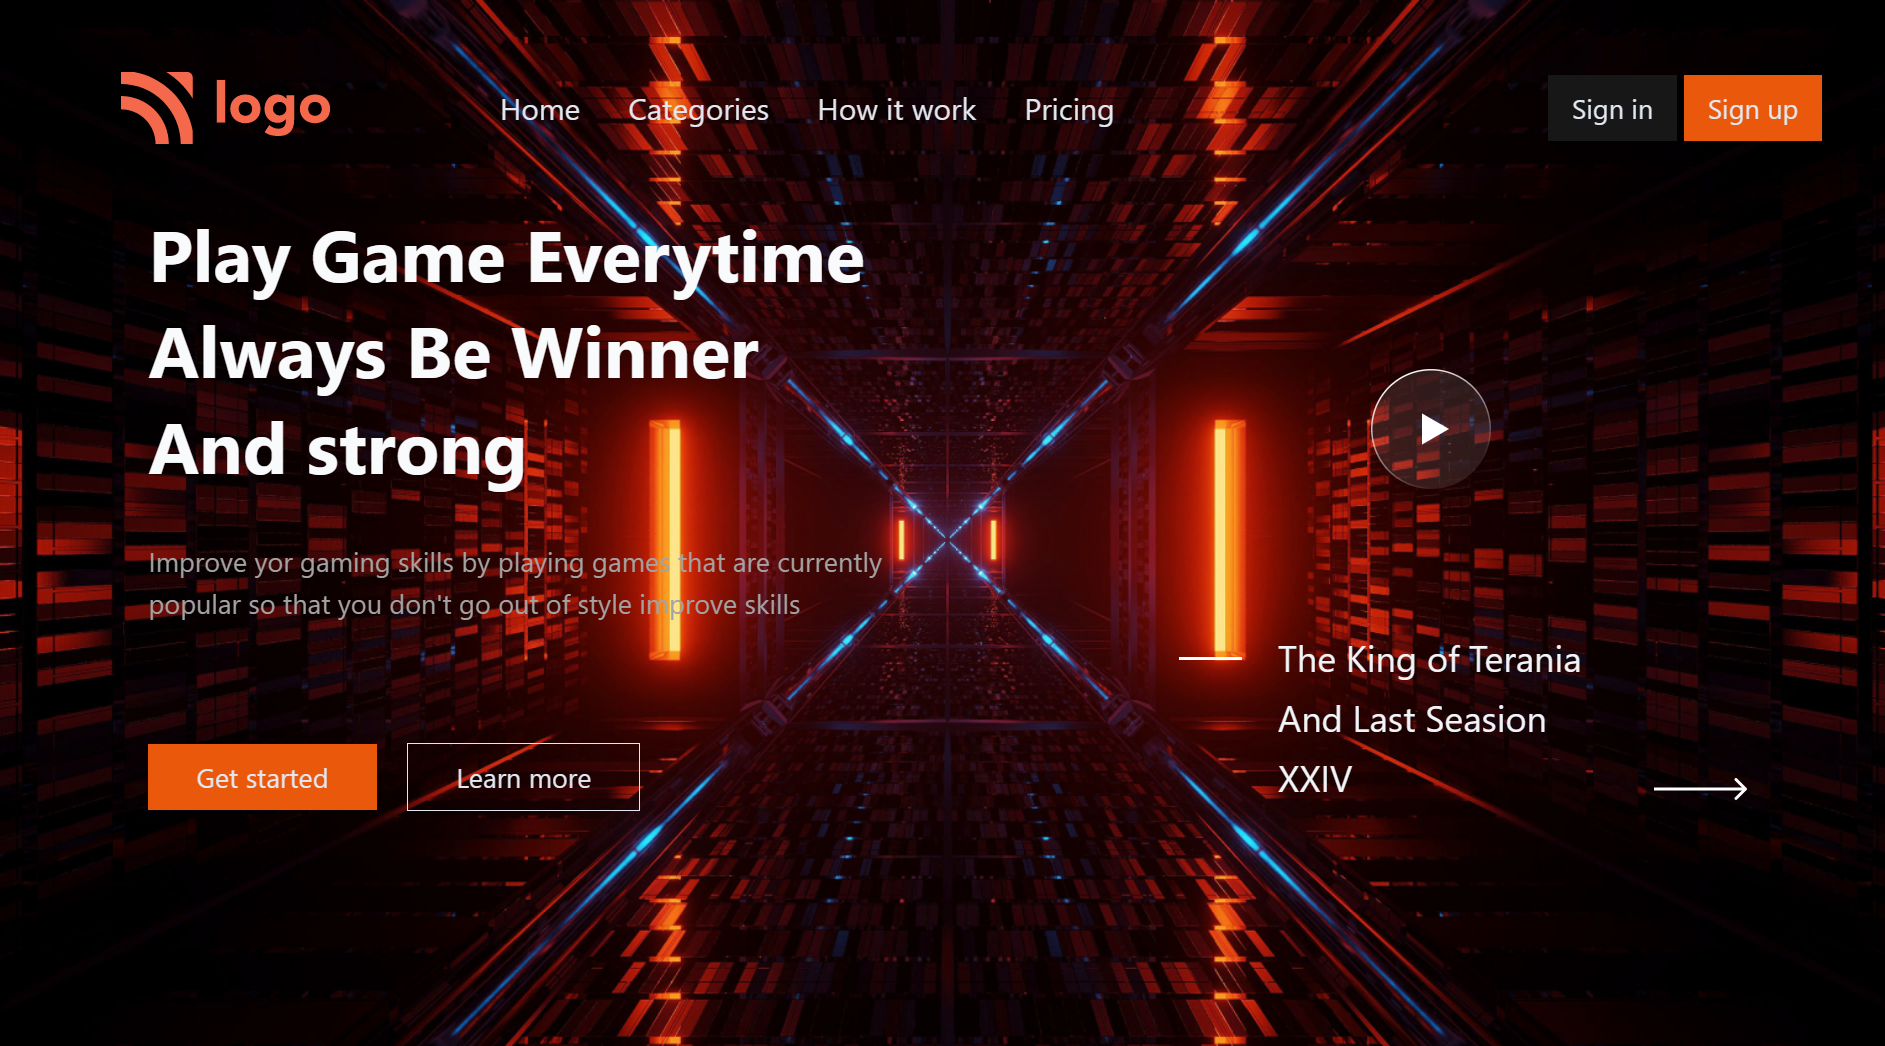 logo
Home Categories How it work Pricing
Sign in Sign up
Play Game Everytime
Always Be Winner
And strong
Improve yor gaming skills by playing games that are currently
popular so that you don't go out of style improve skills
Get started Learn more
The King of Terania
And Last Seasion
XXIV